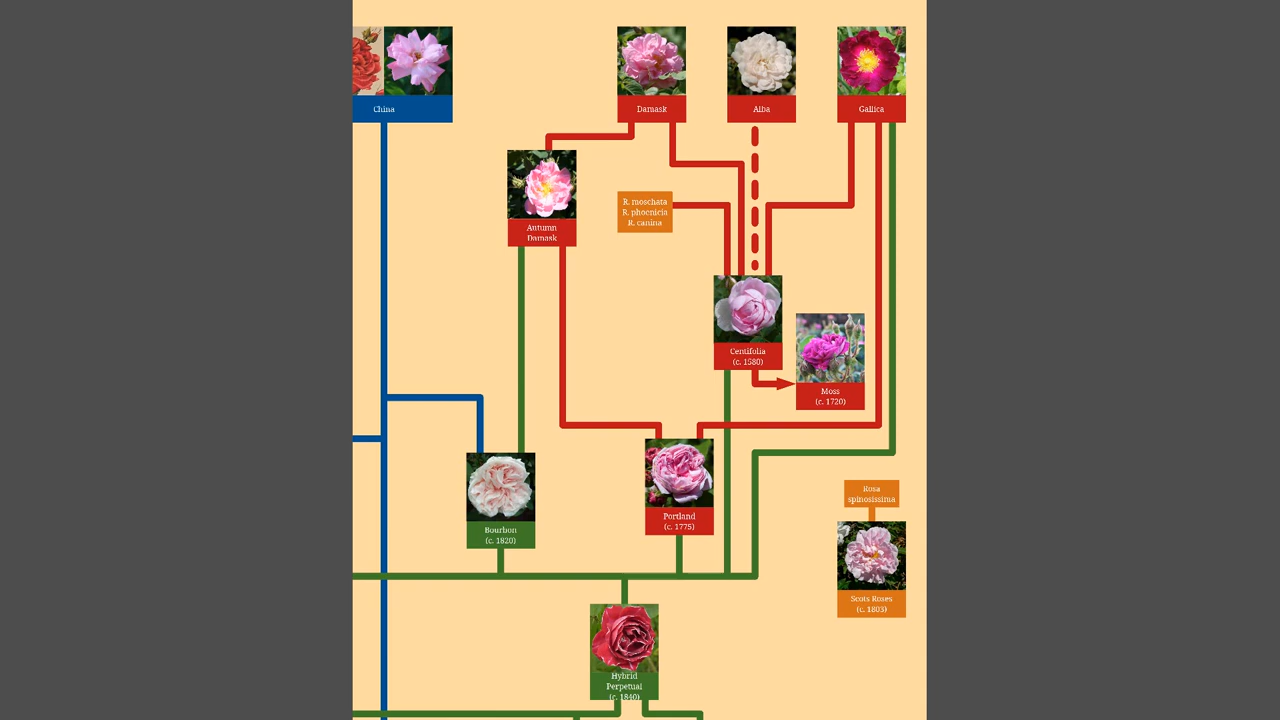 China
Damask
Alba
Gallica
Autumn
Damask
R. moschata
R. phoenicia
R. canina
Centifolia
(c. 1580)
Moss
(c. 1720)
Rosa
spinosissima
Bourbon
(c. 1820)
Portland
(c. 1775)
Scots Roses
(c. 1803)
Hybrid
Perpetual
(c. 1840)